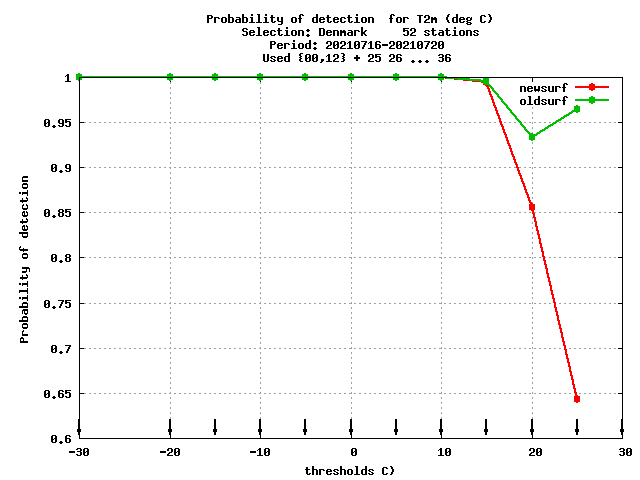 Probability of detection  for T2m (deg C)
Selection: Denmark     52 stations
Period: 20210716-20210720
Used {00,12} + 25 26 ... 36
newsurf
oldsurf
1
0.95
0.9
0.85
0.8
0.75
0.7
0.65
0.6
Probability of detection
-30 -20 -10 0 10 20 30
thresholds C)